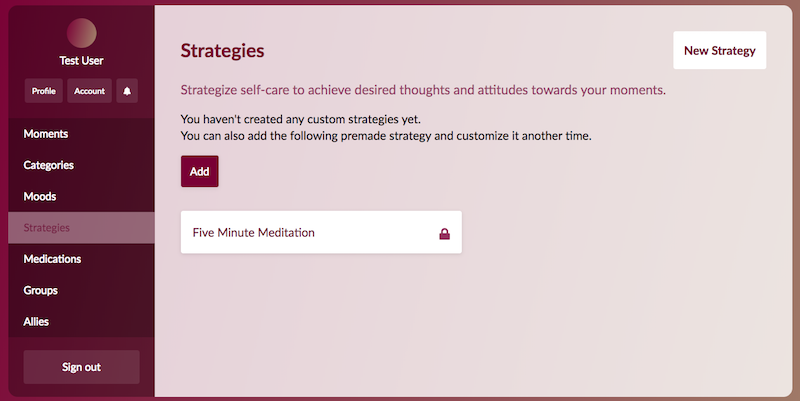 Test User
Profile
Account
Moments
Categories
Moods
Strategies
Medications
Groups
Allies
Sign out
Strategies
New Strategy
Strategize self-care to achieve desired thoughts and attitudes towards your moments.
You haven't created any custom strategies yet.
You can also add the following premade strategy and customize it another time.
Add
Five Minute Meditation